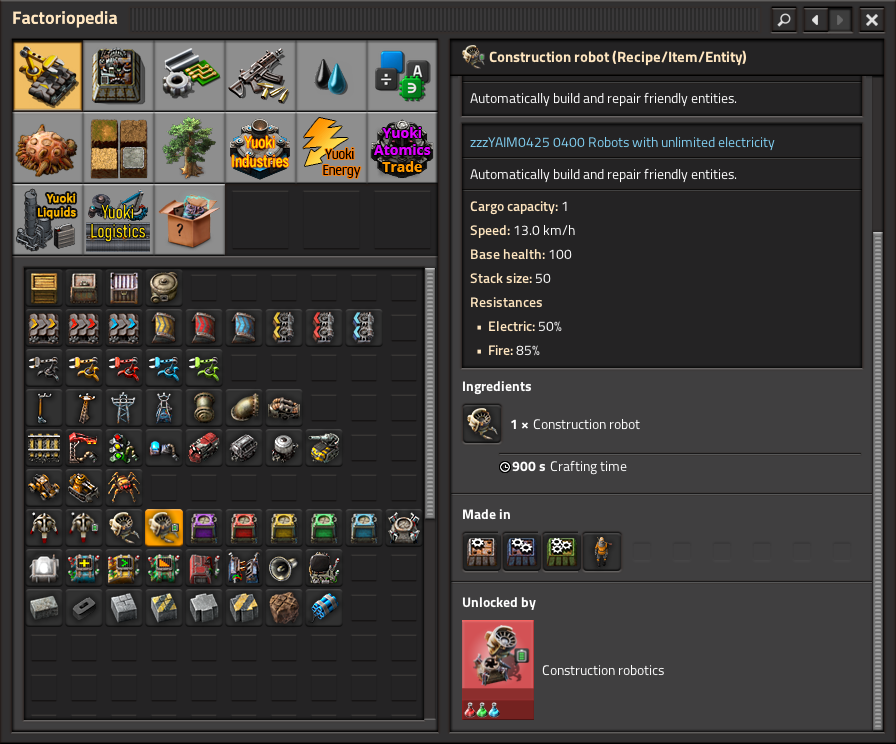 Factoriopedia
A
Yuoki
Industries
Yuoki
Energy
Yuoki
Atomics
Trade
Yuoki
Liquids
Yuoki
Logistics
?
Construction robot (Recipe/Item/Entity)
Automatically build and repair friendly entities.
zzzYAIM0425 0400 Robots with unlimited electricity
Automatically build and repair friendly entities.
Cargo capacity: 1
Speed: 13.0 km/h
Base health: 100
Stack size: 50
Resistances
▪ Electric: 50%
▪ Fire: 85%
Ingredients
1 × Construction robot
900 s Crafting time
Made in
Unlocked by
Construction robotics